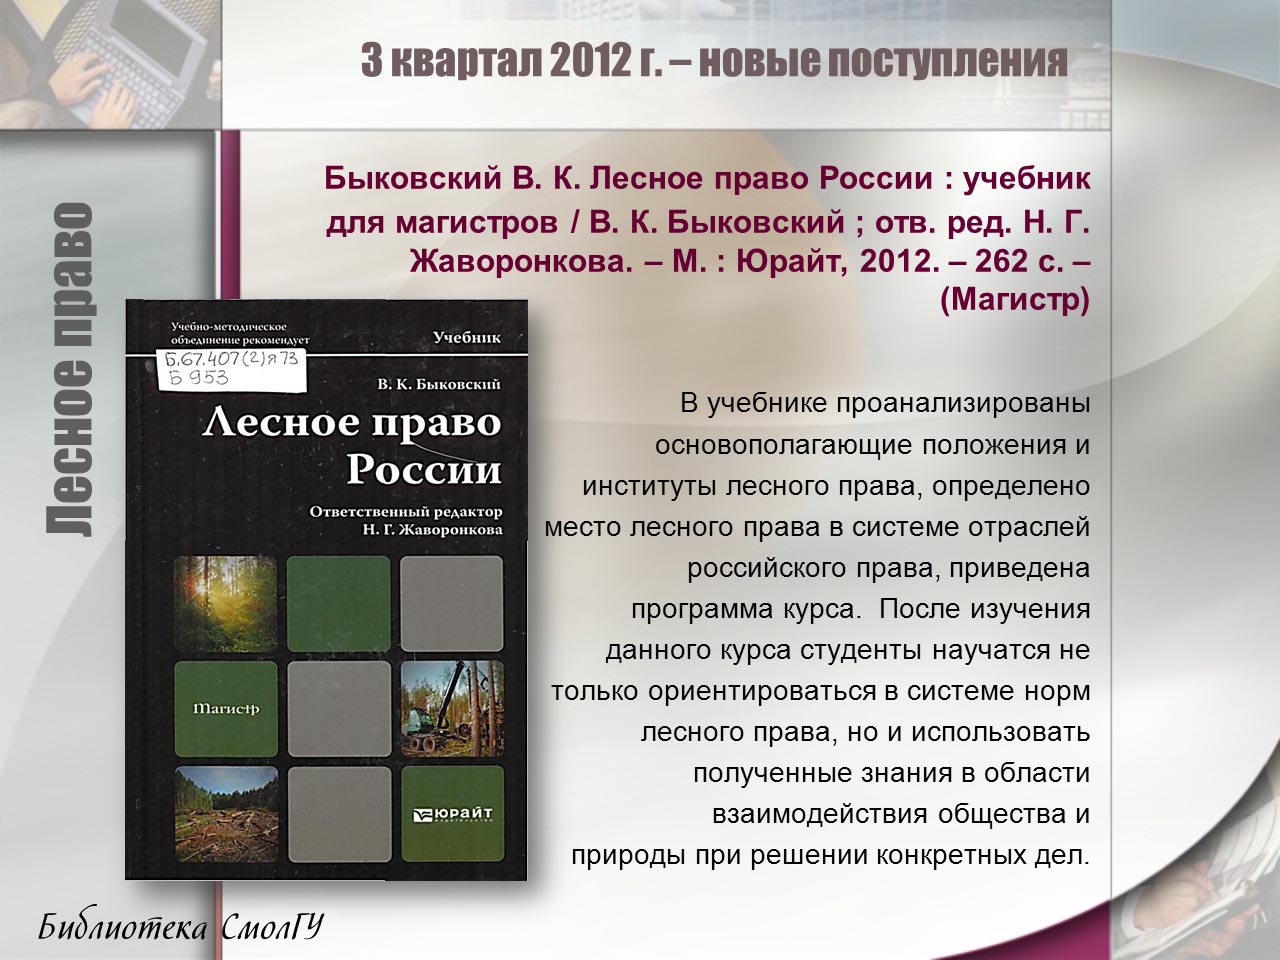 3 квартал 2012 г. – новые поступления
Быковский В. К. Лесное право России : учебник
для магистров / В. К. Быковский ; отв. ред. Н. Г.
Жаворонкова. – М. : Юрайт, 2012. – 262 с. –
(Магистр)
Лесное право
Учебно-методическое
объединение рекомендует
Учебник
Б.67.407(2)я73
Б 953
В. К. Быковский
Лесное право
России
Ответственный редактор
Н. Г. Жаворонкова
Магистр
ЮРАЙТ
издательство
В учебнике проанализированы
основополагающие положения и
институты лесного права, определено
место лесного права в системе отраслей
российского права, приведена
программа курса. После изучения
данного курса студенты научатся не
только ориентироваться в системе норм
лесного права, но и использовать
полученные знания в области
взаимодействия общества и
природы при решении конкретных дел.
Библиотека СмолГУ